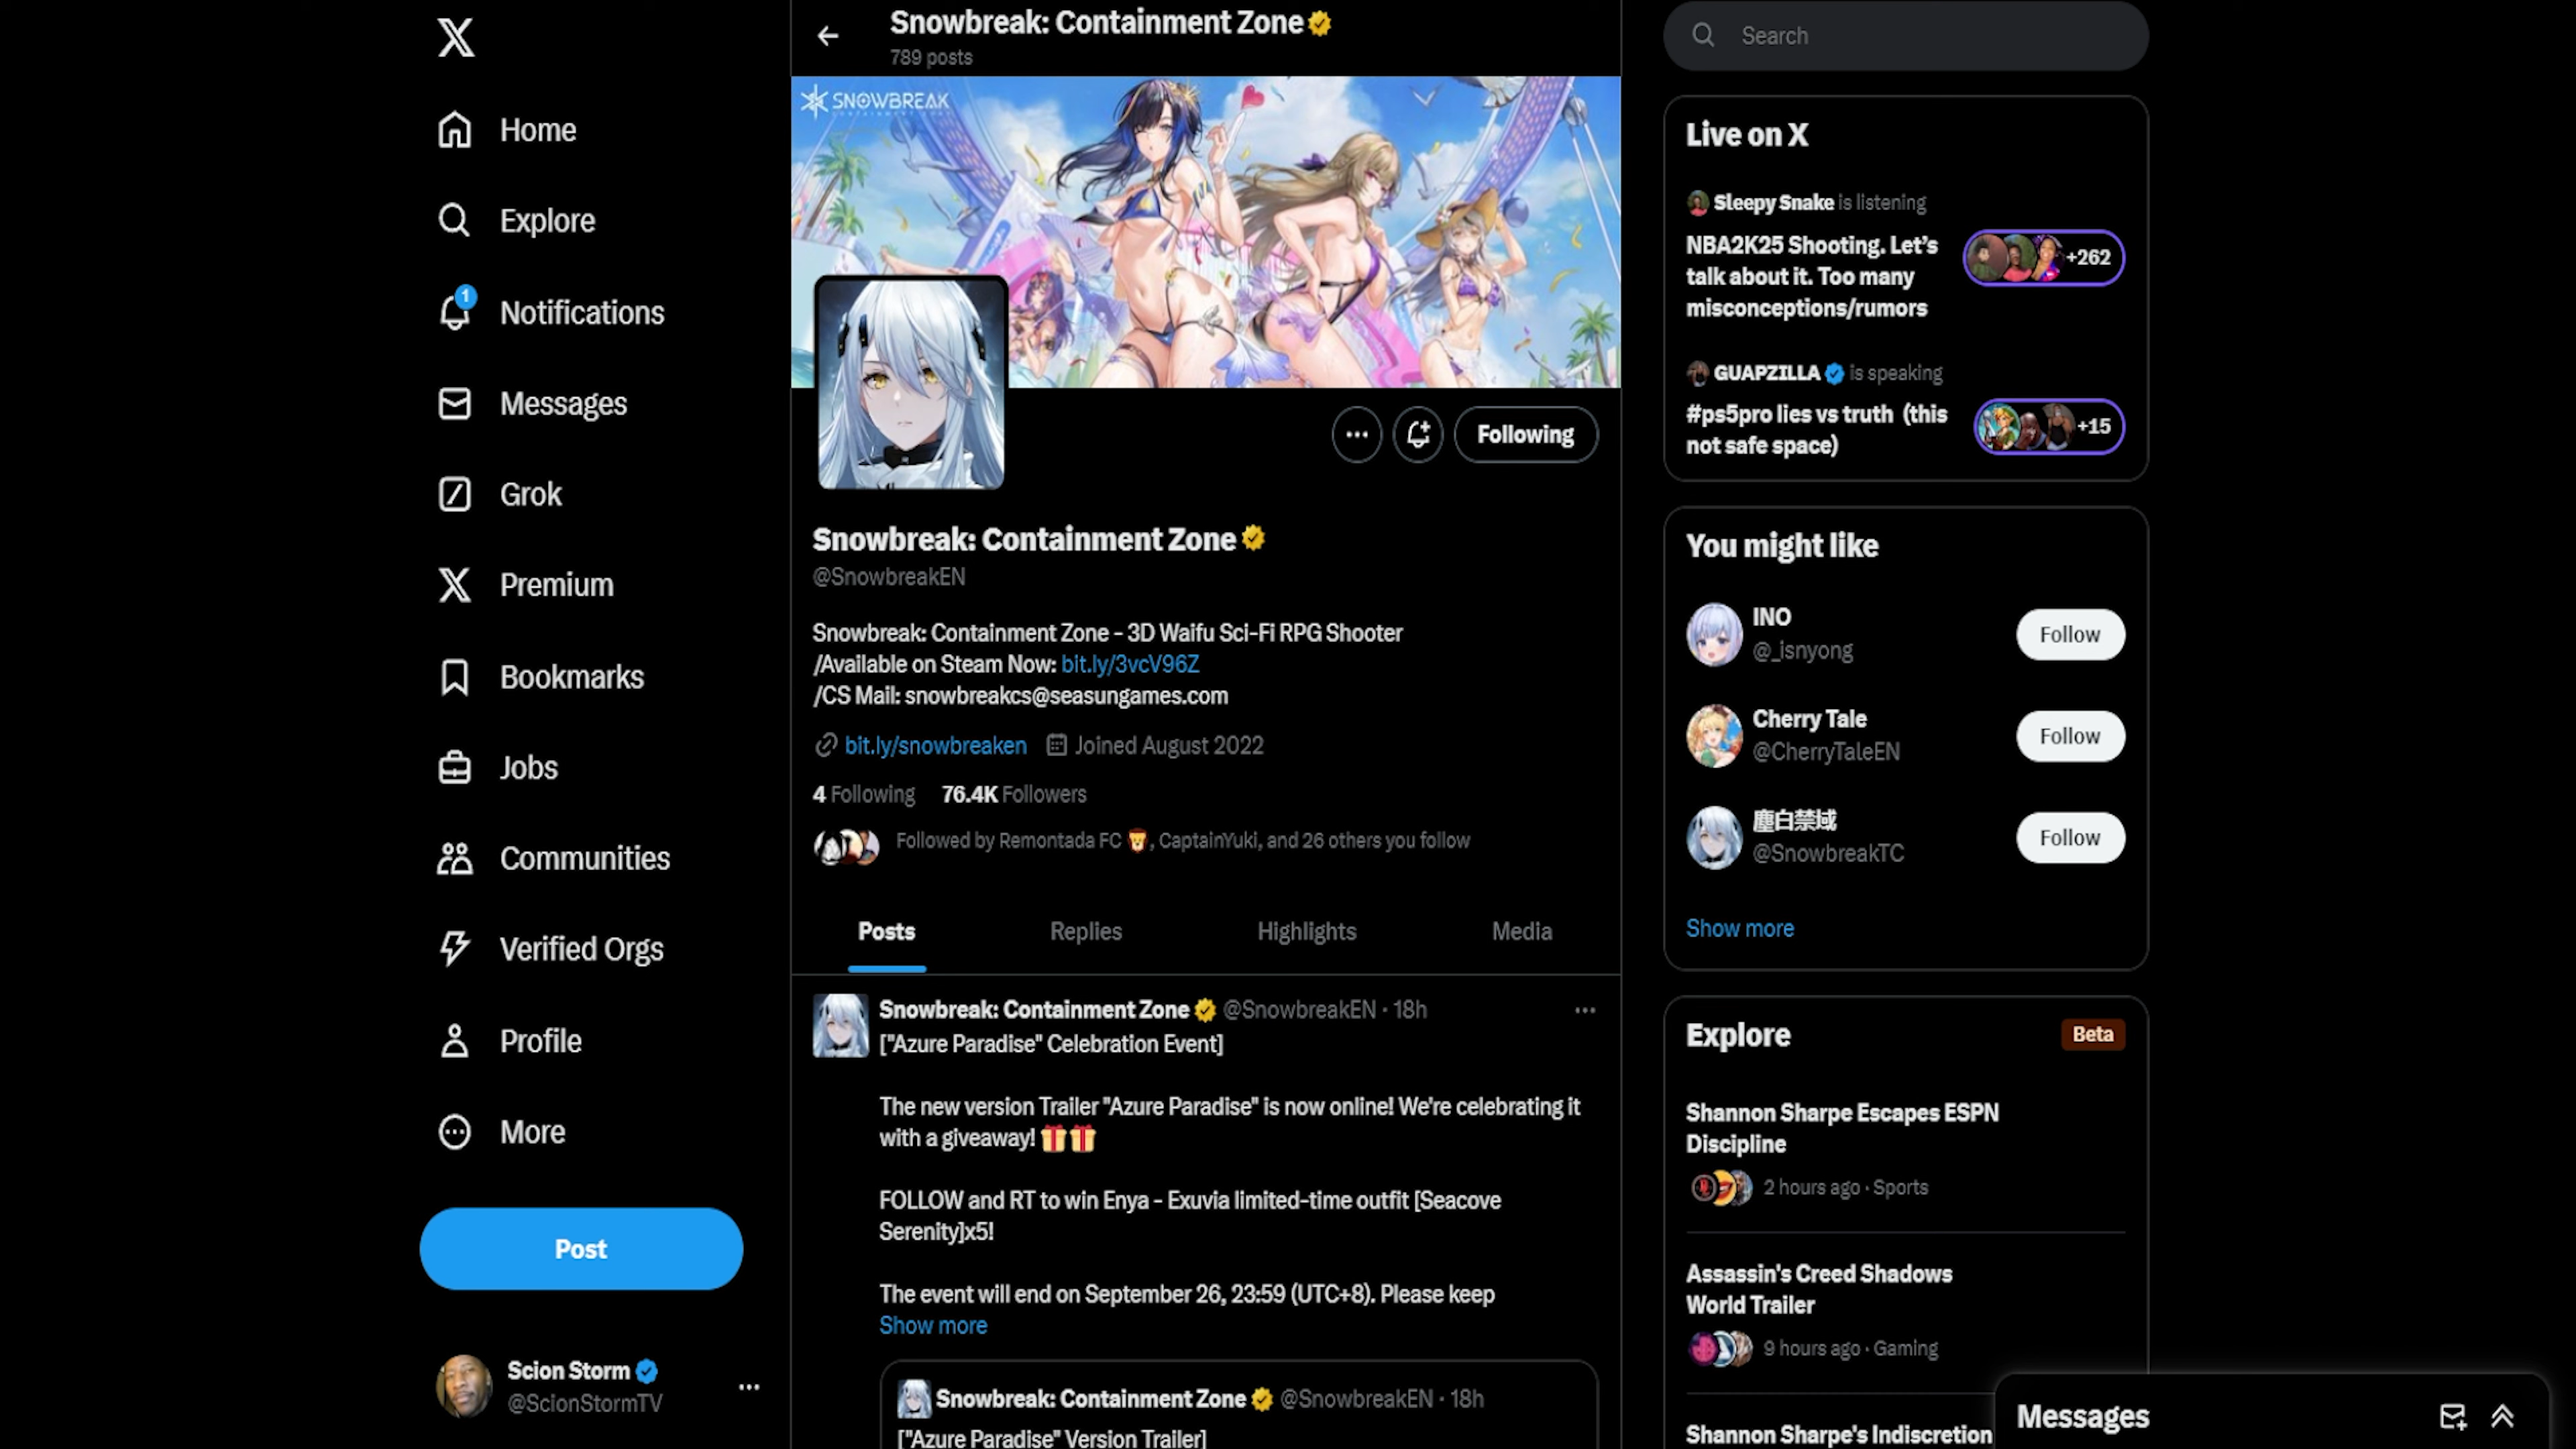 Home
Explore
1
Notifications
Messages
Grok
Premium
Bookmarks
Jobs
Communities
Verified Orgs
Profile
More
Post
Scion Storm
@ScionStormTV
Snowbreak: Containment Zone
789 posts
SNOWBREAK
Following
Snowbreak: Containment Zone
@SnowbreakEN
Snowbreak: Containment Zone - 3D Waifu Sci-Fi RPG Shooter
/Available on Steam Now: bit.ly/3vcV96Z
/CS Mail: snowbreakcs@seasungames.com
bit.ly/snowbreaken Joined August 2022
4 Following 76.4K Followers
Followed by Remontada FC, CaptainYuki, and 26 others you follow
Posts Replies Highlights Media
Snowbreak: Containment Zone @SnowbreakEN · 18h
["Azure Paradise" Celebration Event]
The new version Trailer "Azure Paradise" is now online! We're celebrating it
with a giveaway!
FOLLOW and RT to win Enya - Exuvia limited-time outfit [Seacove
Serenity]x5!
The event will end on September 26, 23:59 (UTC+8). Please keep
Show more
Snowbreak: Containment Zone @SnowbreakEN · 18h
["Azure Paradise" Version Trailer]
Search
Live on X
Sleepy Snake is listening
NBA2K25 Shooting. Let's
talk about it. Too many
misconceptions/rumors
+262
GUAPZILLA is speaking
#ps5pro lies vs truth (this
not safe space)
+15
You might like
INO
@_isnyong
Follow
Cherry Tale
@CherryTaleEN
Follow
塵白禁域
@SnowbreakTC
Follow
Show more
Explore
Beta
Shannon Sharpe Escapes ESPN
Discipline
2 hours ago · Sports
Assassin's Creed Shadows
World Trailer
9 hours ago · Gaming
Shannon Sharpe's Indiscretion
Messages